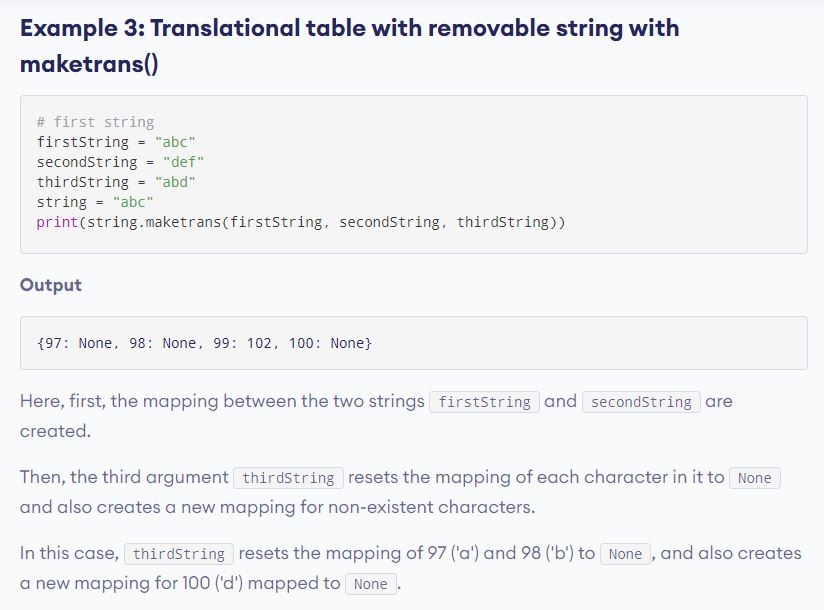 Example 3: Translational table with removable string with
maketrans()
# first string
firstString = "abc"
secondString = "def"
thirdString = "abd"
string = "abc"
print(string.maketrans(firstString, secondString, thirdString))
Output
{97: None, 98: None, 99: 102, 100: None}
Here, first, the mapping between the two strings firstString and secondString are
created.
Then, the third argument thirdString resets the mapping of each character in it to None
and also creates a new mapping for non-existent characters.
In this case, thirdString resets the mapping of 97 ('a') and 98 ('b') to None, and also creates
a new mapping for 100 ('d') mapped to None.